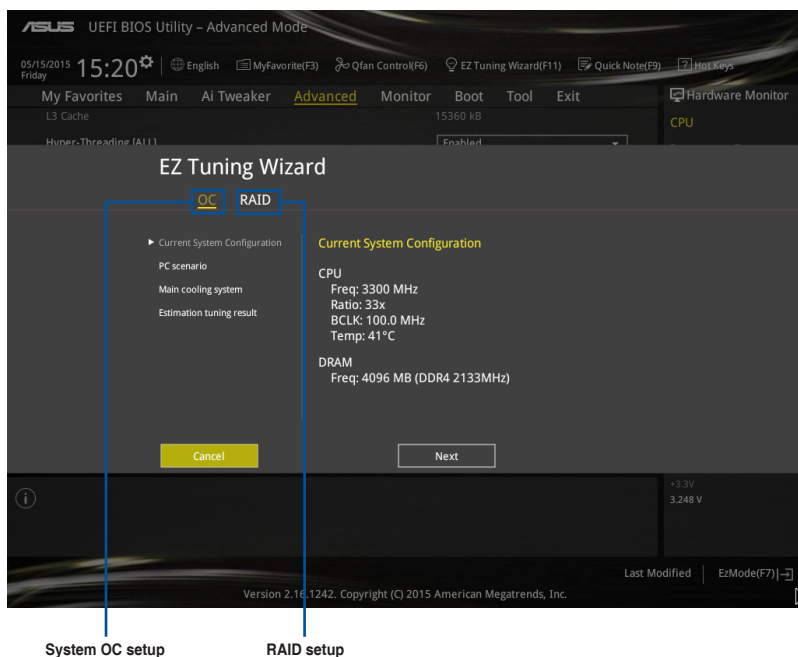 ASUS UEFI BIOS Utility – Advanced Mode
05/15/2015 Friday 15:20 English MyFavorite(F3) Qfan Control(F6) EZ Tuning Wizard(F11) Quick Note(F9) Hot Keys
My Favorites Main Ai Tweaker Advanced Monitor Boot Tool Exit Hardware Monitor
L3 Cache 15360 kB
CPU
Hyper-Threading [ALL] Enabled
EZ Tuning Wizard
OC RAID
Current System Configuration
PC scenario
Main cooling system
Estimation tuning result
Current System Configuration
CPU
Freq: 3300 MHz
Ratio: 33x
BCLK: 100.0 MHz
Temp: 41°C
DRAM
Freq: 4096 MB (DDR4 2133MHz)
Cancel Next
+3.3V
3.248 V
Last Modified EzMode(F7)
Version 2.16.1242. Copyright (C) 2015 American Megatrends, Inc.
System OC setup RAID setup